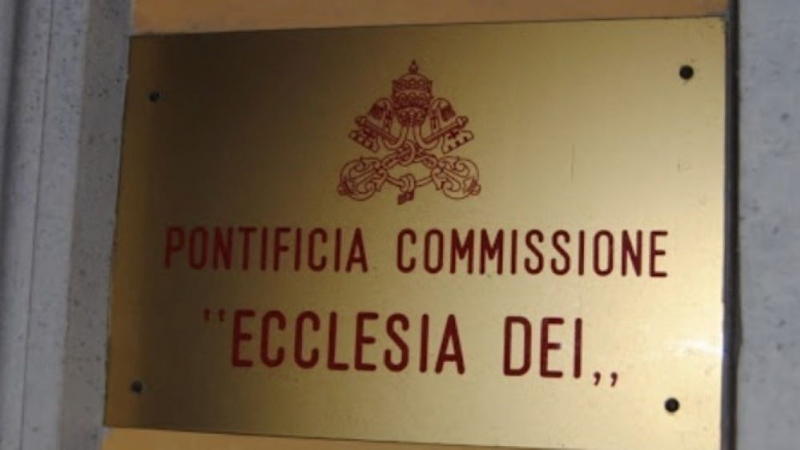 PONTIFICIA COMMISSIONE
"ECCLESIA DEI„